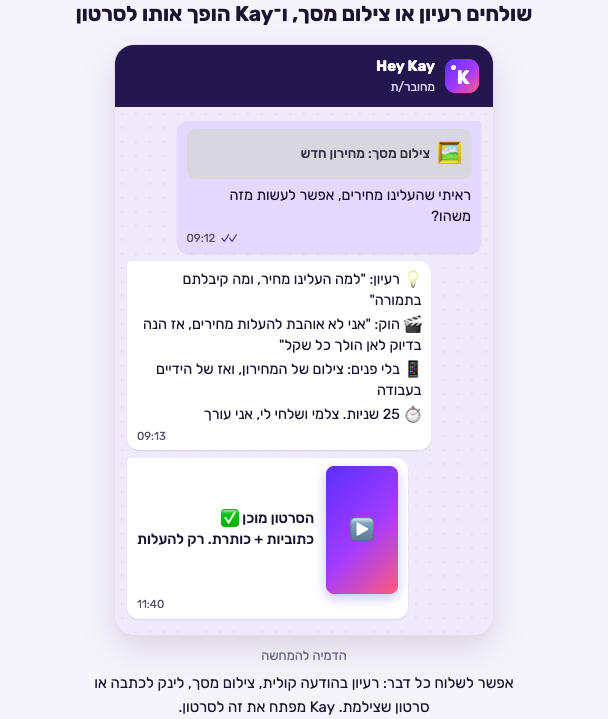 שולחים רעיון או צילום מסך, ו־Kay הופך אותו לסרטון
Hey Kay
מחובר/ת
K
צילום מסך: מחירון חדש
ראיתי שהעלינו מחירים, אפשר לעשות מזה
משהו?
09:12
רעיון: "למה העלינו מחיר, ומה קיבלתם
בתמורה"
הוק: "אני לא אוהבת להעלות מחירים, אז הנה
בדיוק לאן הולך כל שקל"
בלי פנים: צילום של המחירון, ואז של הידיים
בעבודה
25 שניות. צלמי ושלחי לי, אני עורך
09:13
הסרטון מוכן ✅
כתוביות + כותרת. רק להעלות
11:40
הדמיה להמחשה
אפשר לשלוח כל דבר: רעיון בהודעה קולית, צילום מסך, לינק לכתבה או
סרטון שצילמת. Kay מפתח את זה לסרטון.